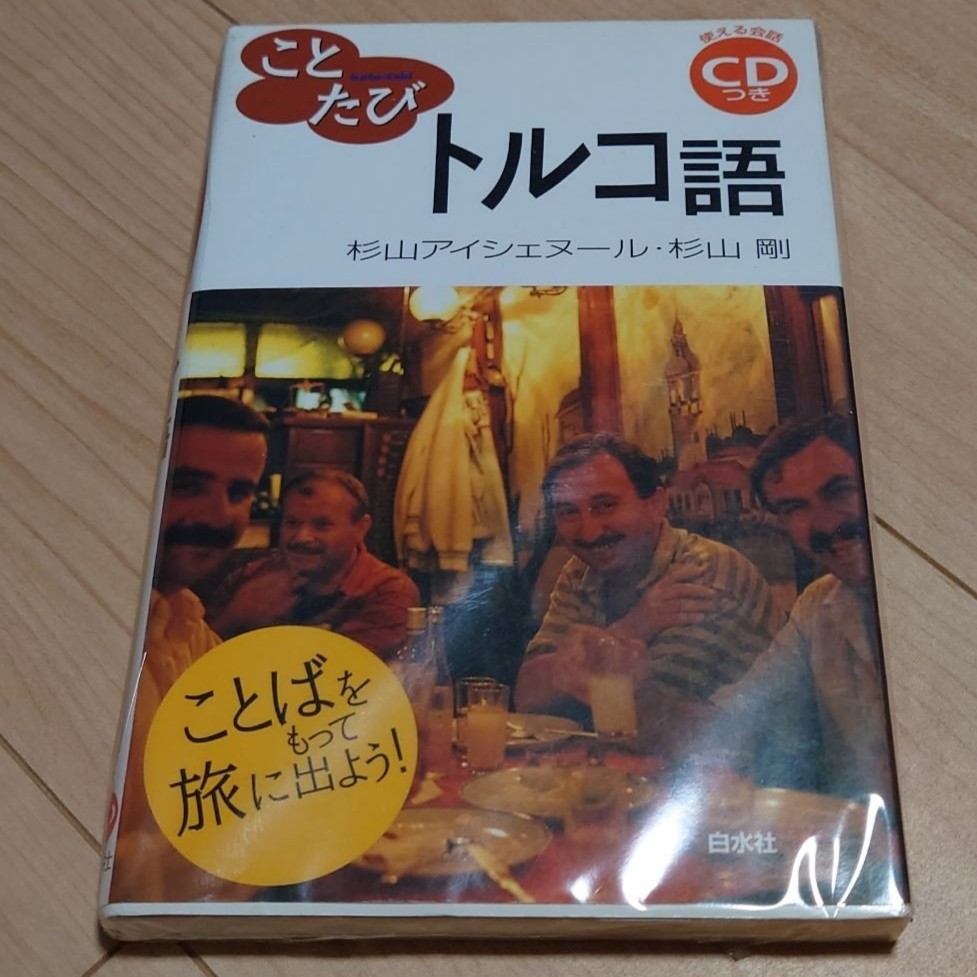 こと
たび
koto-tabi
使える会話
CD
つき
トルコ語
杉山アイシェヌール・杉山 剛
ことばを
もって
旅に出よう!
白水社